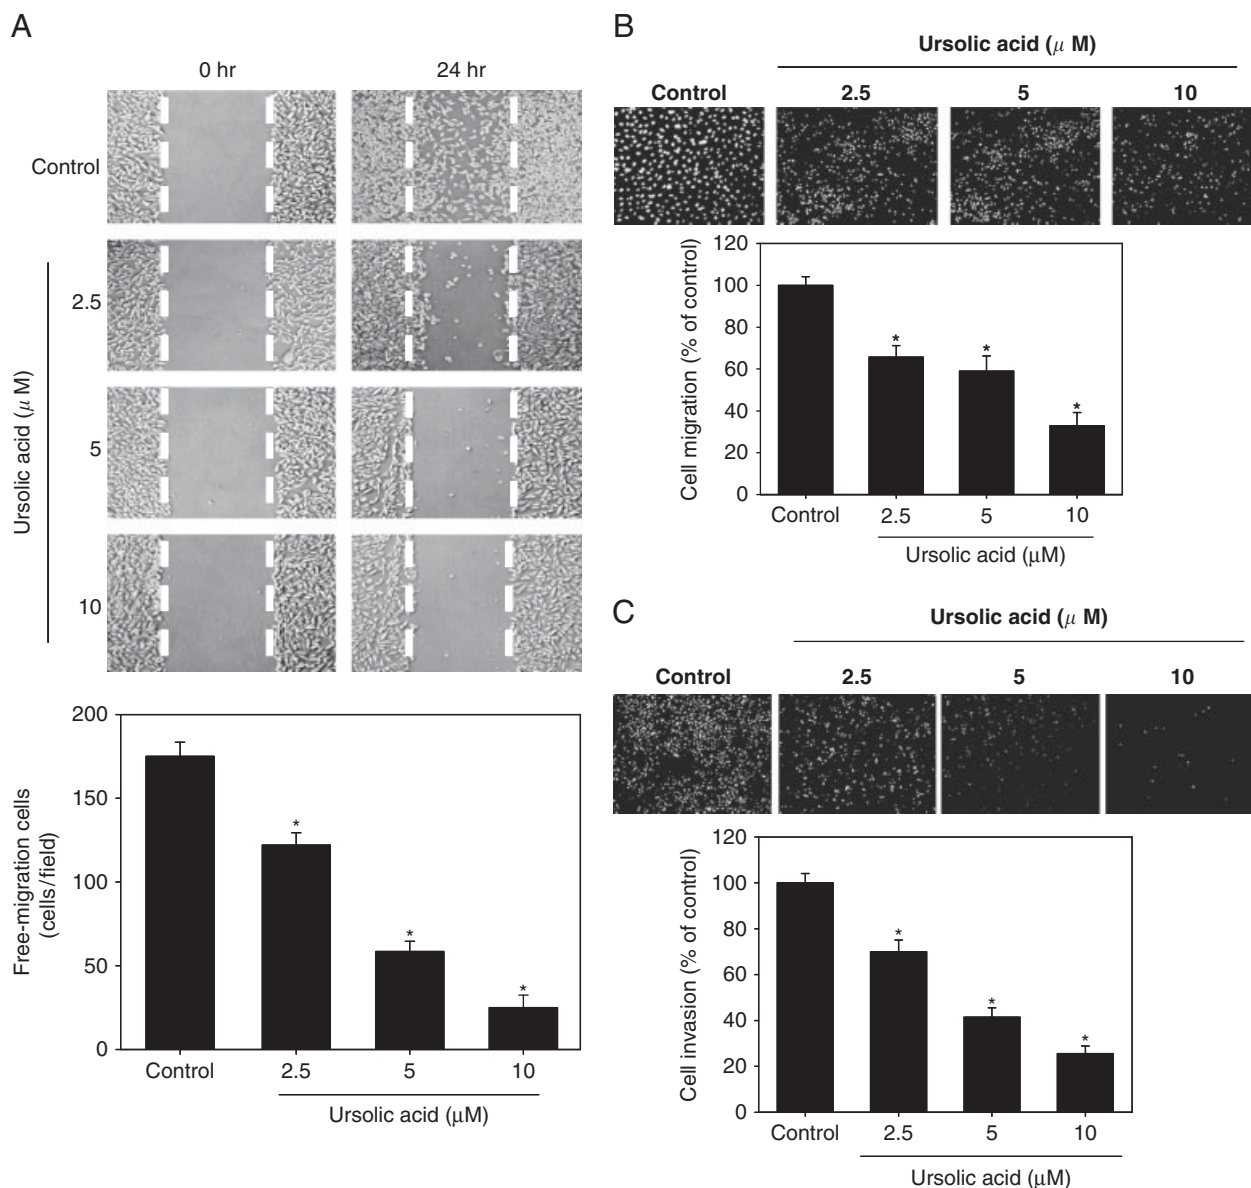 A
0 hr
24 hr
Control
2.5
5
10
Ursolic acid (μ M)
200
150
100
50
0
Free-migration cells
(cells/field)
*
*
*
Control
2.5
5
10
Ursolic acid (μM)
B
Ursolic acid (μ M)
Control
2.5
5
10
120
100
80
60
40
20
0
Cell migration (% of control)
*
*
*
Control
2.5
5
10
Ursolic acid (μM)
C
Ursolic acid (μ M)
Control
2.5
5
10
120
100
80
60
40
20
0
Cell invasion (% of control)
*
*
*
Control
2.5
5
10
Ursolic acid (μM)